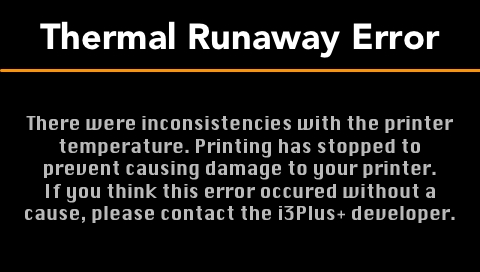 Thermal Runaway Error
There were inconsistencies with the printer
temperature. Printing has stopped to
prevent causing damage to your printer.
If you think this error occured without a
cause, please contact the i3Plus+ developer.